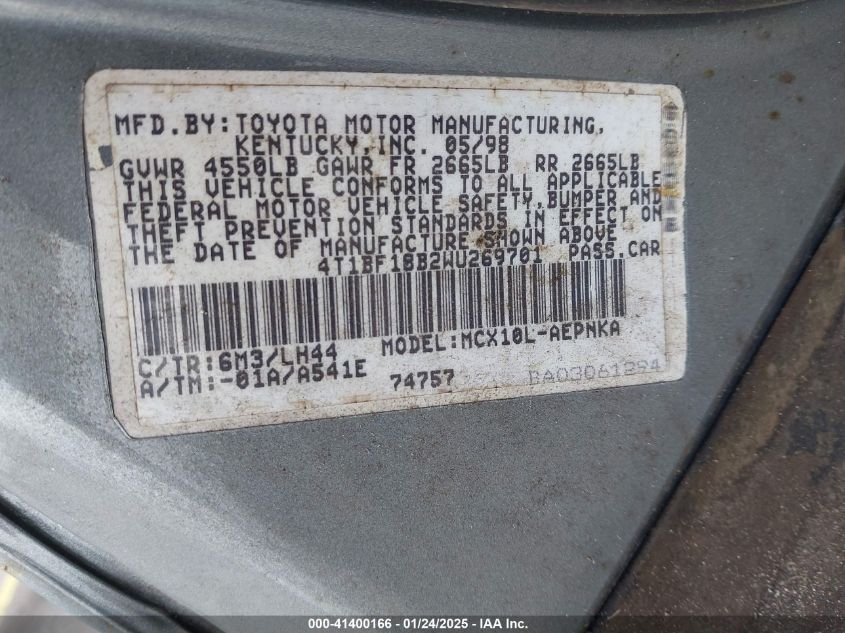 MFD.BY:TOYOTA MOTOR MANUFACTURING,
KENTUCKY,INC. 05/98
GVWR 4550LB GAWR FR 2665LB RR 2665LB
THIS VEHICLE CONFORMS TO ALL APPLICABLE
FEDERAL MOTOR VEHICLE SAFETY,BUMPER AND
THEFT PREVENTION STANDARDS IN EFFECT ON
THE DATE OF MANUFACTURE SHOWN ABOVE.
4T1BF18B2WU269701 PASS.CAR
C/TR:6M3/LH44 MODEL:MCX10L-AEPNKA
A/TM:-01A/A541E 74757 BA03061394
000-41400166 - 01/24/2025 - IAA Inc.